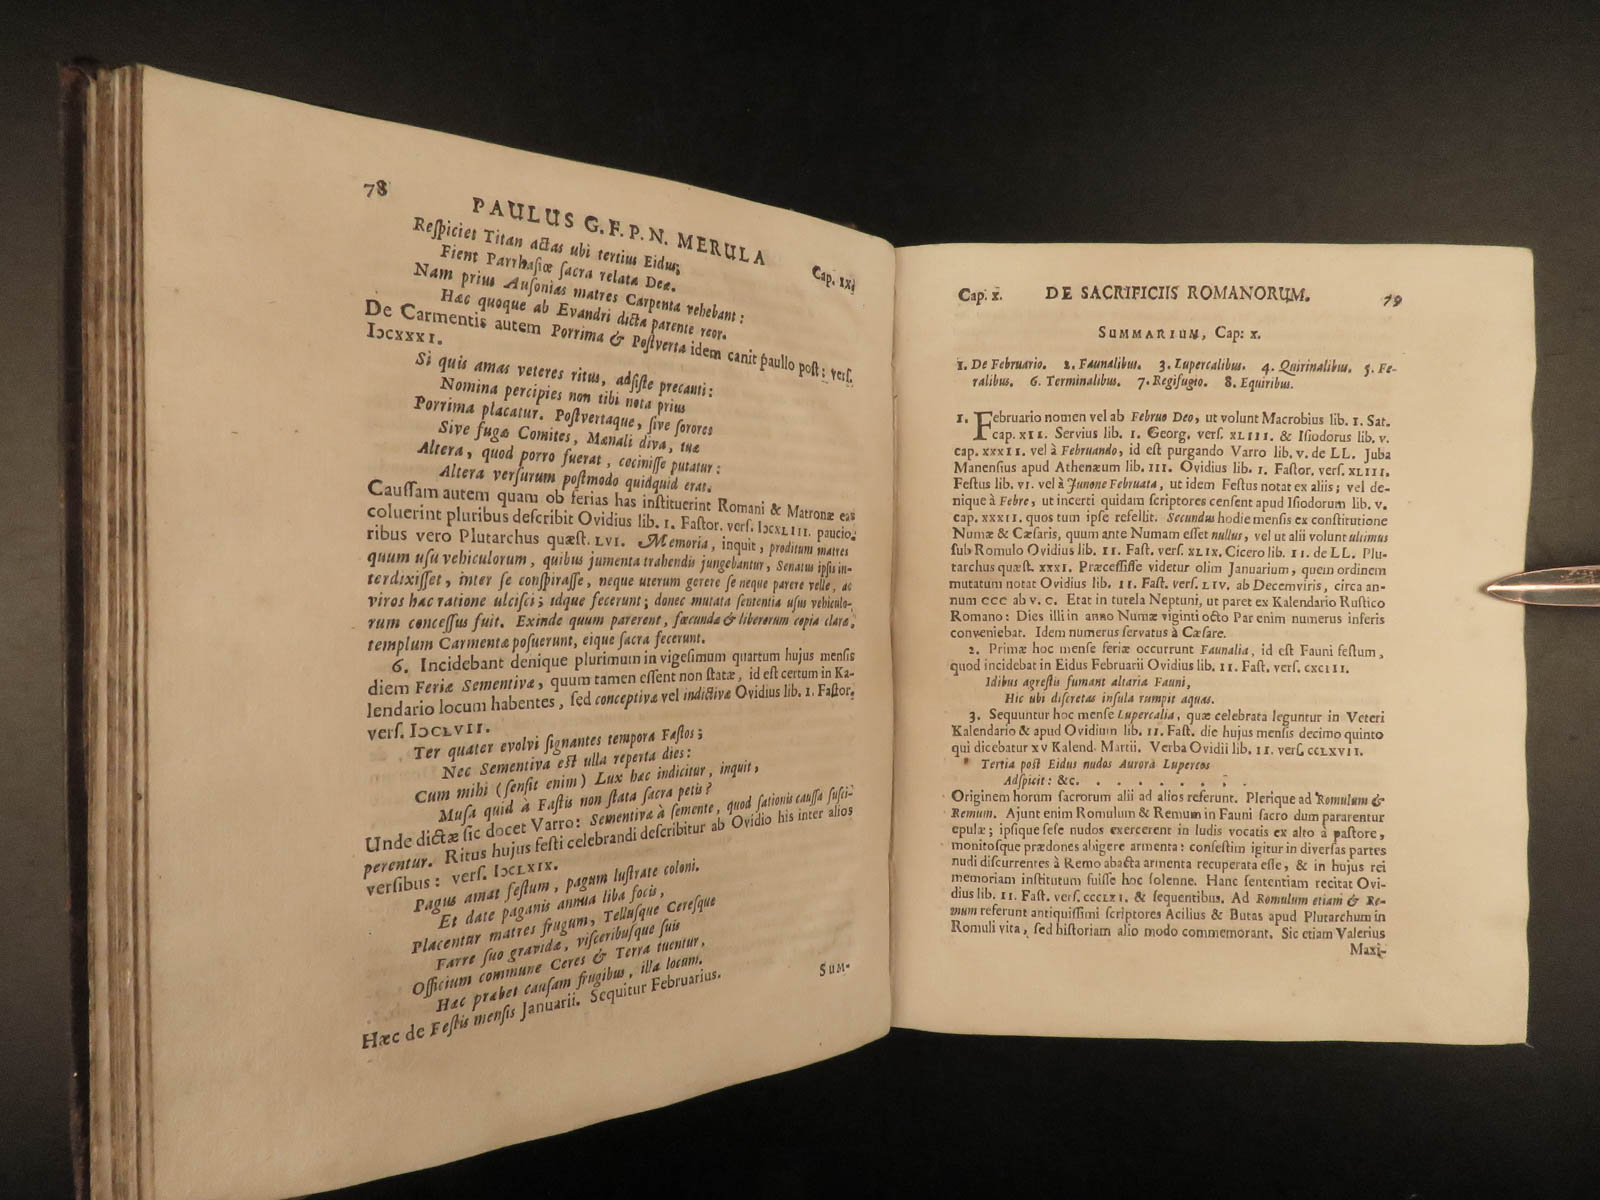 78
PAULUS G. F. P. N. MERULA
Cap. IX.
Reſpiciet Titan actas ubi tertius Eidus;
Fient Parrhaſiæ ſacra relata Deæ.
Nam prius Auſonias matres Carpenta vehebant:
Hæc quoque ab Evandri dicta parente reor.
De Carmentis autem Porrima & Poſtverta idem canit paullo poſt: verſ.
IↃCXXXI.
Si quis amas veteres ritus, adſiſte precanti:
Nomina percipies non tibi nota prius
Porrima placatur. Poſtvertaque, ſive ſorores
Sive fugæ Comites, Mænali diva, tuæ
Altera, quod porro fuerat, cociniſſe putatur:
Altera verſurum poſtmodo quidquid erat.
Cauſſam autem quam ob ferias has inſtituerint Romani & Matronæ eas
coluerint pluribus deſcribit Ovidius lib. I. Faſtor. verſ. IↃCXLIII. paucio-
ribus vero Plutarchus quæſt. LVI. Memoria, inquit, proditum matres
quum uſu vehiculorum, quibus jumenta trahendis jungebantur, Senatus ipſis in-
terdixiſſet, inter ſe conſpiraſſe, neque uterum gerere ſe neque parere velle, ac
viros hac ratione ulciſci; idque fecerunt; donec mutata ſententia uſus vehiculo-
rum conceſſus fuit. Exinde quum parerent, fœcundæ & liberorum copia claræ,
templum Carmentæ poſuerunt, eique ſacra fecerunt.
6. Incidebant denique plurimum in vigeſimum quartum hujus menſis
diem Feriæ Sementivæ, quum tamen eſſent non ſtatæ, id eſt certum in Ka-
lendario locum habentes, ſed conceptivæ vel indictivæ Ovidius lib. I. Faſtor.
verſ. IↃCLVII.
Ter quater evolvi ſignantes tempora Faſtos;
Nec Sementiva eſt ulla reperta dies:
Cum mihi (ſenſit enim) Lux hæc indicitur, inquit,
Muſa quid à Faſtis non ſtata ſacra petis?
Unde dictæ ſic docet Varro: Sementivæ à ſemente, quod ſationis cauſſa ſuſci-
perentur. Ritus hujus feſti celebrandi deſcribitur ab Ovidio his inter alios
verſibus: verſ. IↃCLXIX.
Pagus amat feſtum, pagum luſtrate coloni.
Et date paganis annua liba focis,
Placentur matres frugum, Tellusque Ceresque
Farre ſuo gravidæ, viſceribusque ſuis
Officium commune Ceres & Terra tuentur,
Hæc præbet cauſam frugibus, illa locum.
Hæc de Feſtis menſis Januarii. Sequitur Februarius.
SUM-
Cap. X. DE SACRIFICIIS ROMANORUM. 79
SUMMARIUM, Cap: X.
1. De Februario. 2. Faunalibus. 3. Lupercalibus. 4. Quirinalibus. 5. Fe-
ralibus. 6. Terminalibus. 7. Regifugio. 8. Equiribus.
1. Februario nomen vel ab Februo Deo, ut volunt Macrobius lib. I. Sat.
cap. XII. Servius lib. I. Georg. verſ. XLIII. & Iſiodorus lib. V.
cap. XXXII. vel à Februando, id eſt purgando Varro lib. V. de LL. Juba
Manenſius apud Athenæum lib. III. Ovidius lib. I. Faſtor. verſ. XLIII.
Feſtus lib. VI. vel à Junone Februata, ut idem Feſtus notat ex aliis; vel de-
nique à Febre, ut incerti quidam ſcriptores cenſent apud Iſiodorum lib. V.
cap. XXXII. quos tum ipſe refellit. Secundus hodie menſis ex conſtitutione
Numæ & Cæſaris, quum ante Numam eſſet nullus, vel ut alii volunt ultimus
ſub Romulo Ovidius lib. II. Faſt. verſ. XLIX. Cicero lib. II. de LL. Plu-
tarchus quæſt. XXXI. Præceſſiſſe videtur olim Januarium, quem ordinem
mutatum notat Ovidius lib. II. Faſt. verſ. LIV. ab Decemviris, circa an-
num CCC ab V. C. Etat in tutela Neptuni, ut paret ex Kalendario Ruſtico
Romano: Dies illi in anno Numæ viginti octo Par enim numerus inferis
conveniebat. Idem numerus ſervatus à Cæſare.
2. Primæ hoc menſe feriæ occurrunt Faunalia, id eſt Fauni feſtum,
quod incidebat in Eidus Februarii Ovidius lib. II. Faſt. verſ. CXCIII.
Idibus agreſtis fumant altaria Fauni,
Hic ubi diſcretas inſula rumpit aquas.
3. Sequuntur hoc menſe Lupercalia, quæ celebrata leguntur in Veteri
Kalendario & apud Ovidium lib. II. Faſt. die hujus menſis decimo quinto
qui dicebatur XV Kalend. Martii. Verba Ovidii lib. II. verſ. CCLXVII.
Tertia poſt Eidus nudos Aurora Lupercos
Adſpicit: &c. . . . . . .
Originem horum ſacrorum alii ad alios referunt. Plerique ad Romulum &
Remum. Ajunt enim Romulum & Remum in Fauni ſacro dum pararentur
epulæ; ipſique ſeſe nudos exercerent in ludis vocatis ex alto à paſtore,
monitoſque prædones abigere armenta: confeſtim igitur in diverſas partes
nudi diſcurrentes à Remo abacta armenta recuperata eſſe, & in hujus rei
memoriam inſtitutum fuiſſe hoc ſolenne. Hanc ſententiam recitat Ovi-
dius lib. II. Faſt. verſ. CCCLXI. & ſequentibus. Ad Romulum etiam & Re-
mum referunt antiquiſſimi ſcriptores Acilius & Butas apud Plutarchum in
Romuli vita, ſed hiſtoriam alio modo commemorant. Sic etiam Valerius
Maxi-